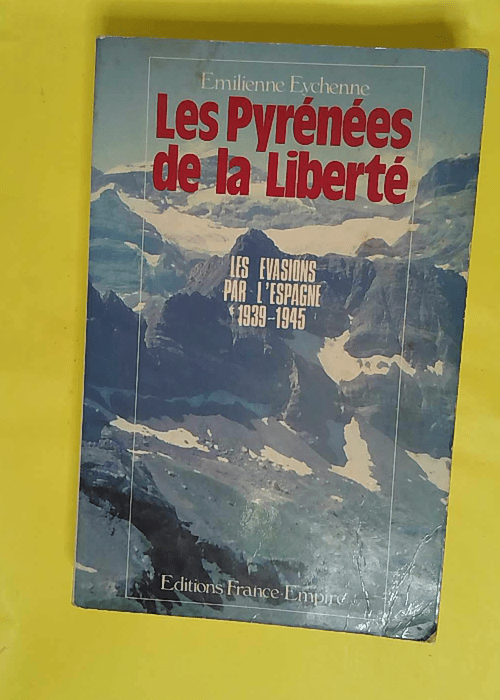 Emilienne Eychenne
Les Pyrénées
de la Liberté
LES EVASIONS
PAR L'ESPAGNE
1939-1945
Editions France-Empire